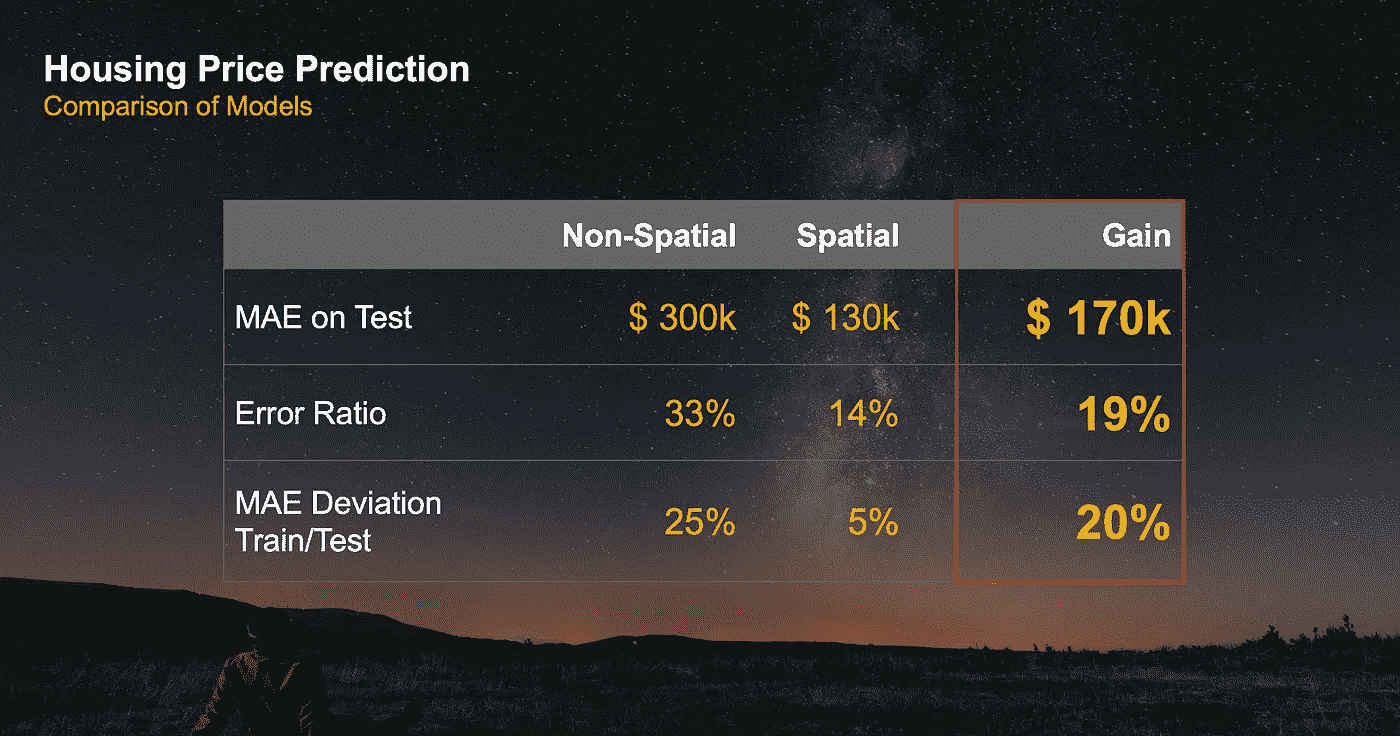 Housing Price Prediction
Comparison of Models
Non-Spatial Spatial Gain
MAE on Test $ 300k $ 130k $ 170k
Error Ratio 33% 14% 19%
MAE Deviation
Train/Test 25% 5% 20%